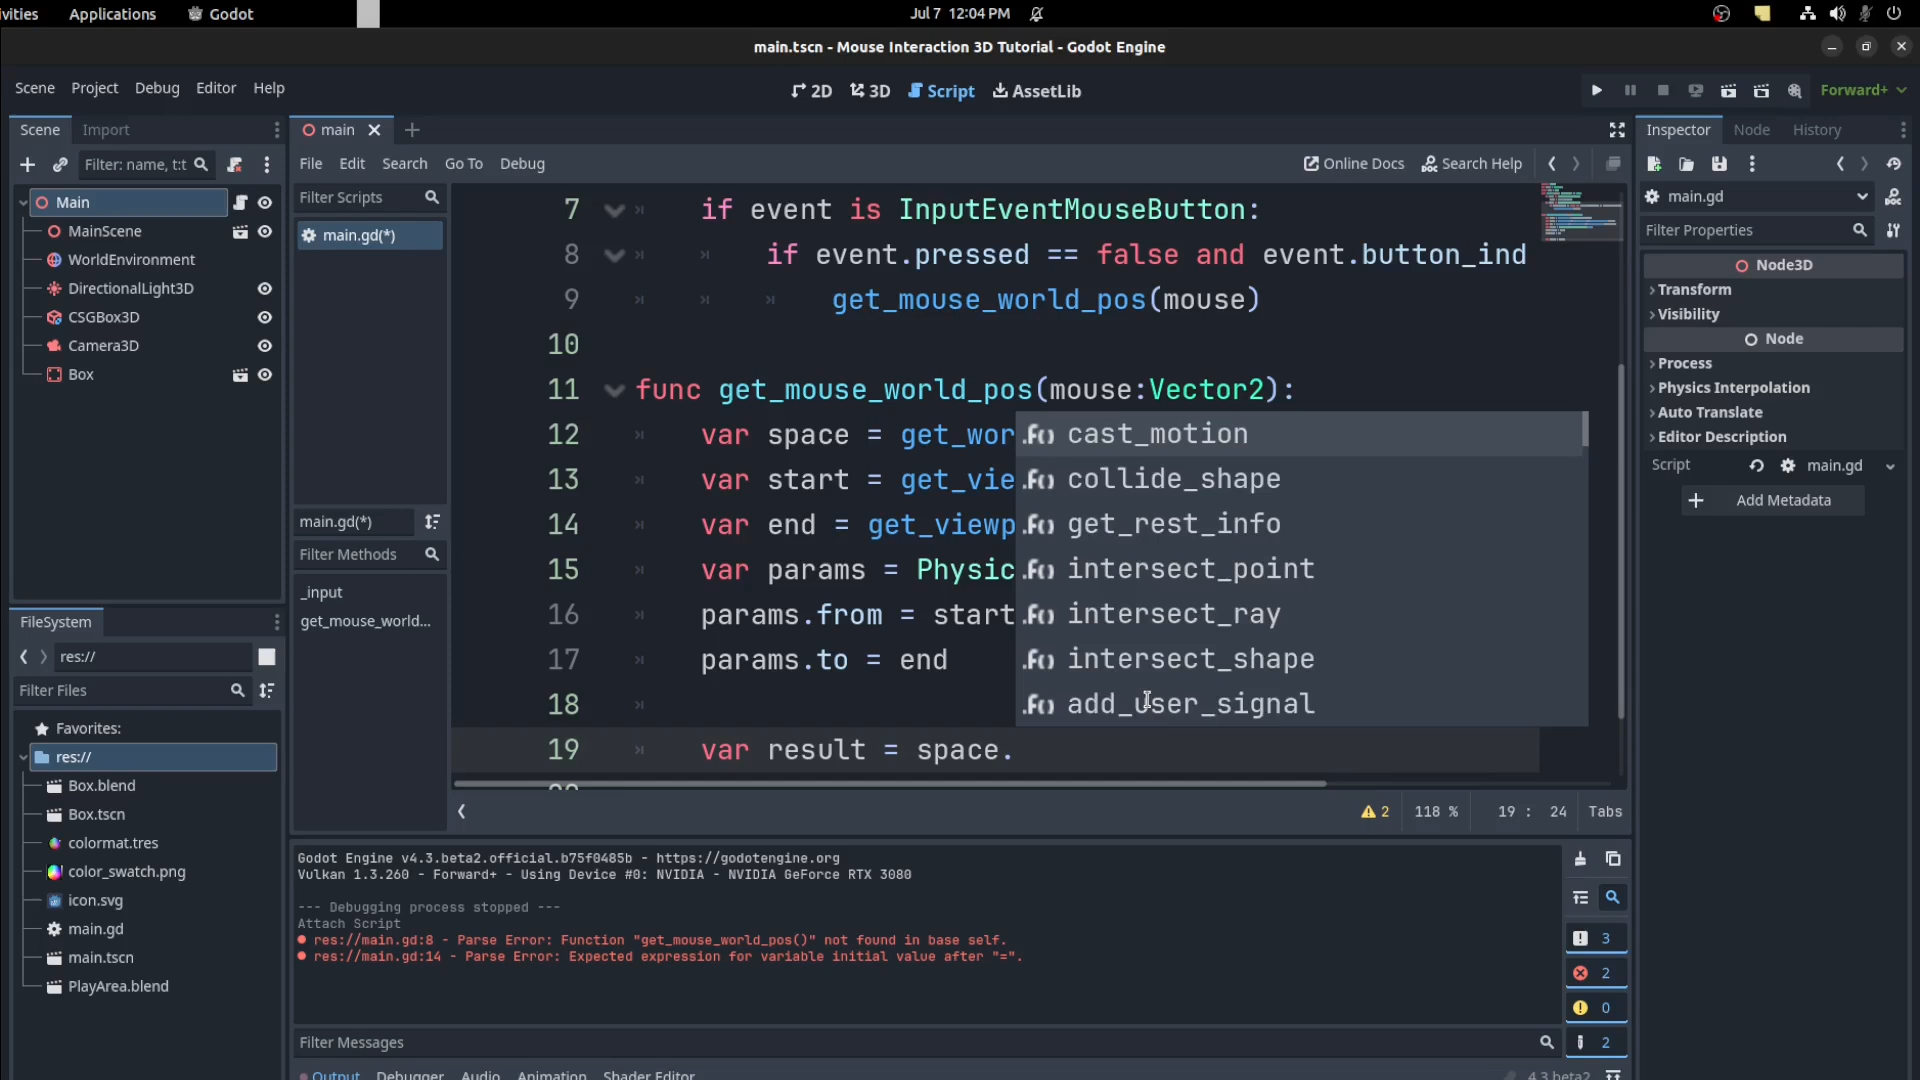 ivities Applications Godot Jul 7 12:04 PM
main.tscn - Mouse Interaction 3D Tutorial - Godot Engine
Scene Project Debug Editor Help 2D 3D Script AssetLib Forward+
Scene Import main Inspector Node History
Filter: name, t:t File Edit Search Go To Debug Online Docs Search Help
Main
MainScene
WorldEnvironment
DirectionalLight3D
CSGBox3D
Camera3D
Box
Filter Scripts
main.gd(*)
main.gd(*)
Filter Methods
_input
get_mouse_world...
7 if event is InputEventMouseButton:
8 if event.pressed == false and event.button_ind
9 get_mouse_world_pos(mouse)
10
11 func get_mouse_world_pos(mouse:Vector2):
12 var space = get_wor
13 var start = get_vie
14 var end = get_viewp
15 var params = Physic
16 params.from = start
17 params.to = end
18
19 var result = space.
20
cast_motion
collide_shape
get_rest_info
intersect_point
intersect_ray
intersect_shape
add_user_signal
2 118 % 19 : 24 Tabs
FileSystem
res://
Filter Files
Favorites:
res://
Box.blend
Box.tscn
colormat.tres
color_swatch.png
icon.svg
main.gd
main.tscn
PlayArea.blend
Godot Engine v4.3.beta2.official.b75f0485b - https://godotengine.org
Vulkan 1.3.260 - Forward+ - Using Device #0: NVIDIA - NVIDIA GeForce RTX 3080
--- Debugging process stopped ---
Attach Script
res://main.gd:8 - Parse Error: Function "get_mouse_world_pos()" not found in base self.
res://main.gd:14 - Parse Error: Expected expression for variable initial value after "=".
3
2
0
2
Filter Messages
Output Debugger Audio Animation Shader Editor 4.3.beta2
main.gd
Filter Properties
Node3D
Transform
Visibility
Node
Process
Physics Interpolation
Auto Translate
Editor Description
Script main.gd
Add Metadata